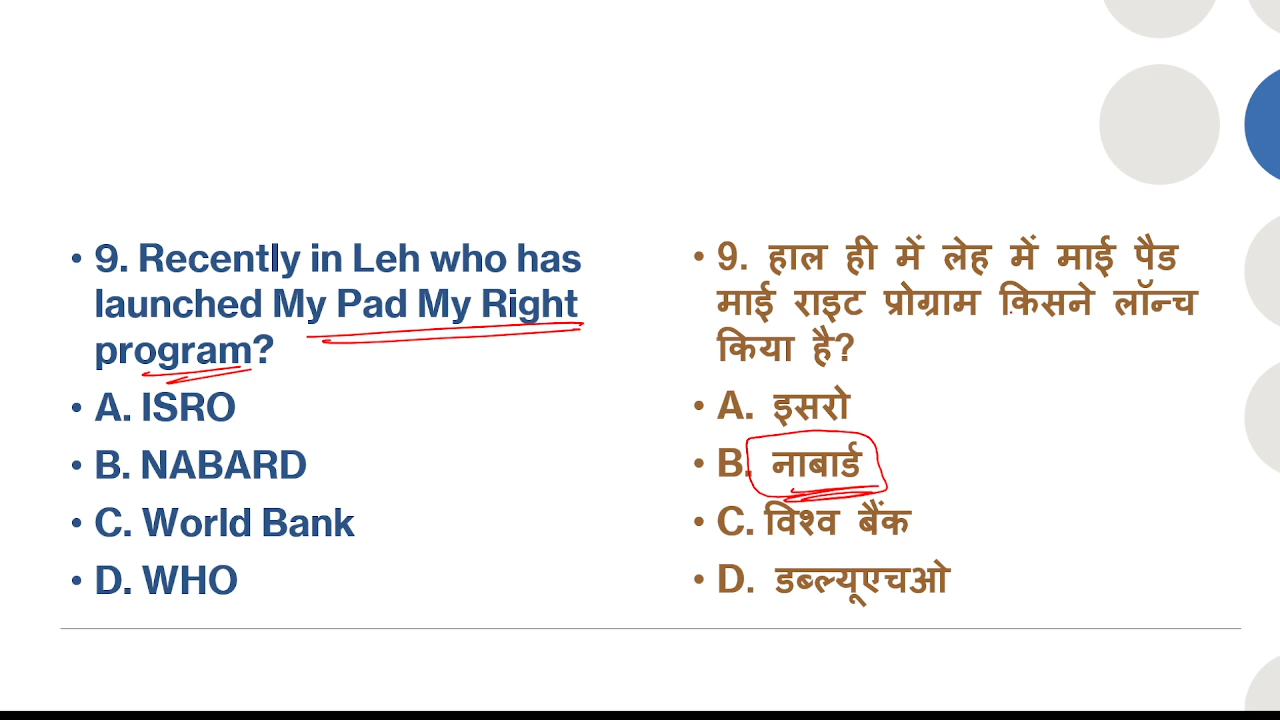 9. Recently in Leh who has
launched My Pad My Right
program?
A. ISRO
B. NABARD
C. World Bank
D. WHO
9. हाल ही में लेह में माई पैड
माई राइट प्रोग्राम किसने लॉन्च
किया है?
A. इसरो
B. नाबार्ड
C. विश्व बैंक
D. डब्ल्यूएचओ